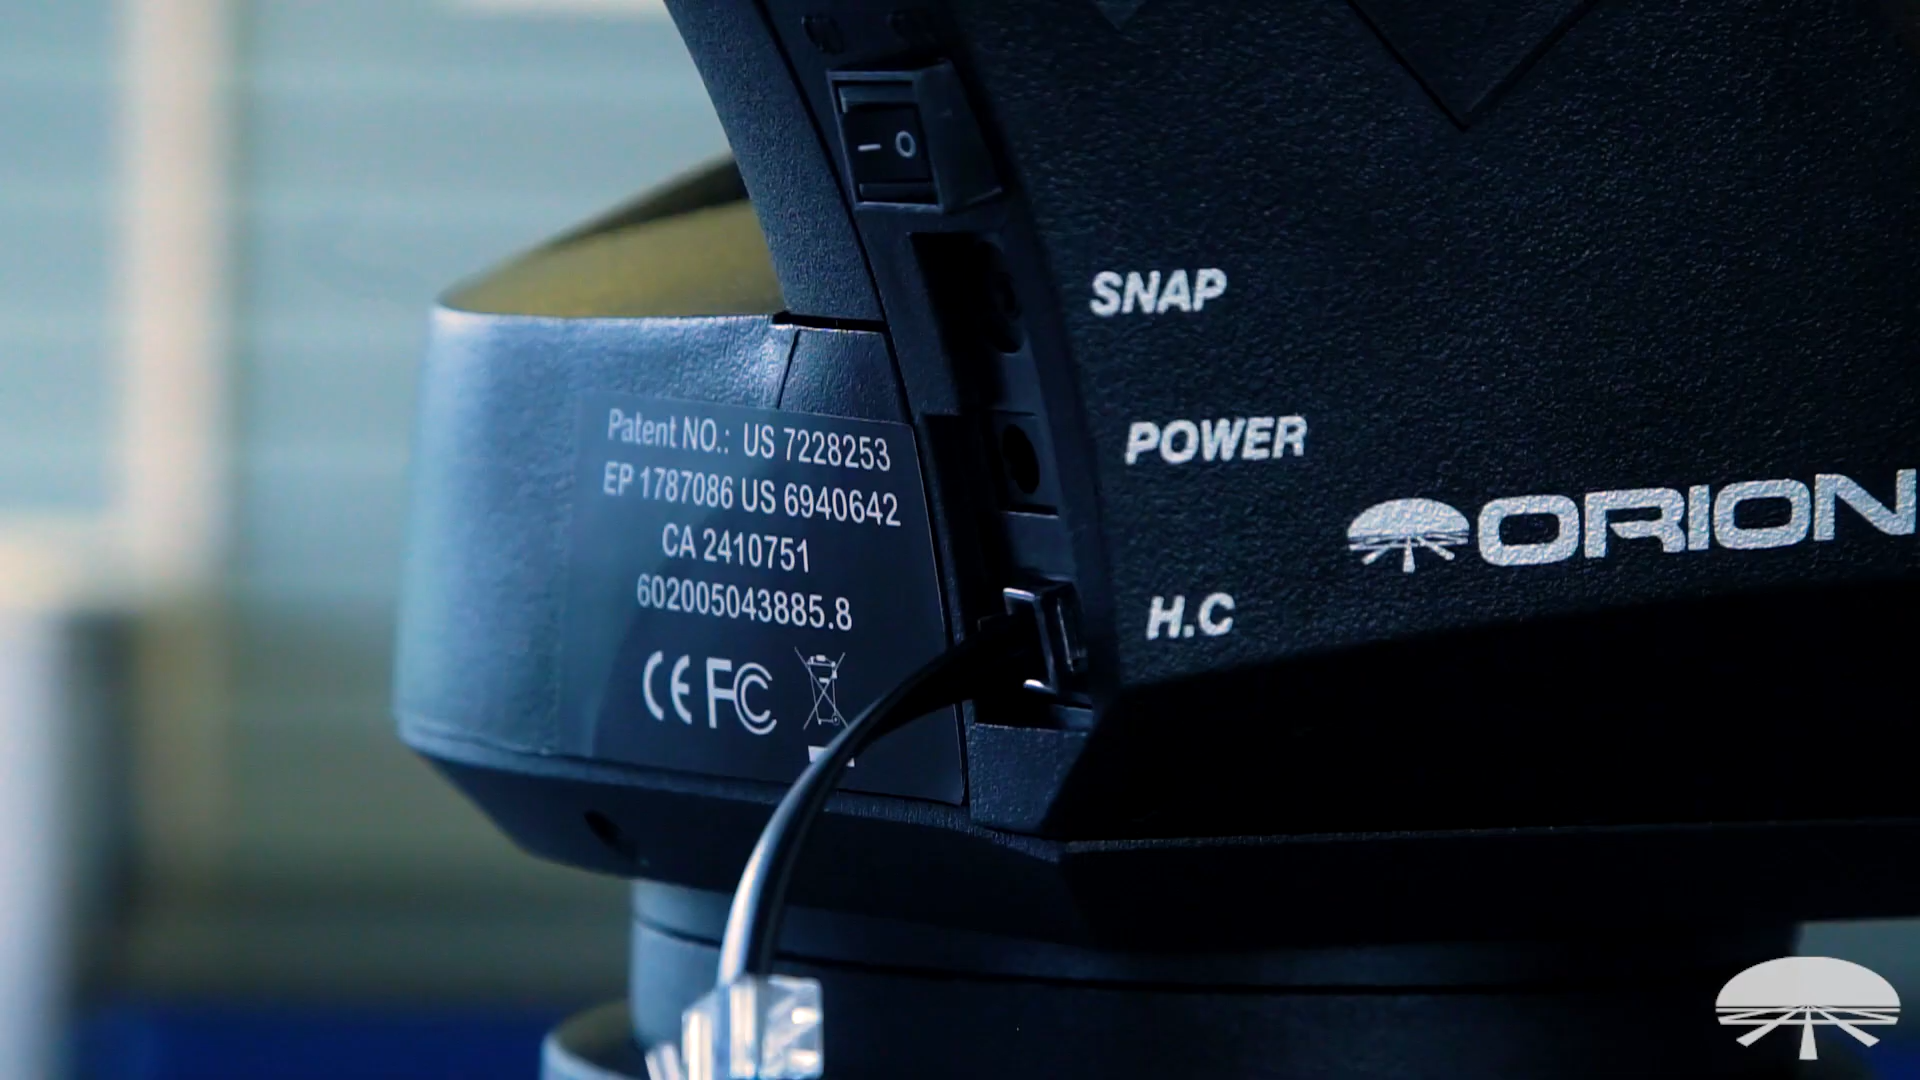 – O
SNAP
POWER
ORION
H.C
Patent NO.: US 7228253
EP 1787086 US 6940642
CA 2410751
602005043885.8
CE FC